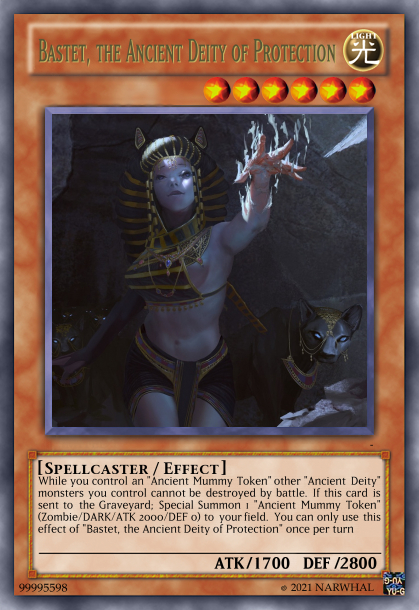 Bastet, the Ancient Deity of Protection
LIGHT
光
[Spellcaster / Effect]
While you control an "Ancient Mummy Token" other "Ancient Deity"
monsters you control cannot be destroyed by battle. If this card is
sent to the Graveyard; Special Summon 1 "Ancient Mummy Token"
(Zombie/DARK/ATK 2000/DEF 0) to your field. You can only use this
effect of "Bastet, the Ancient Deity of Protection" once per turn
ATK/1700 DEF/2800
99995598
© 2021 NARWHAL